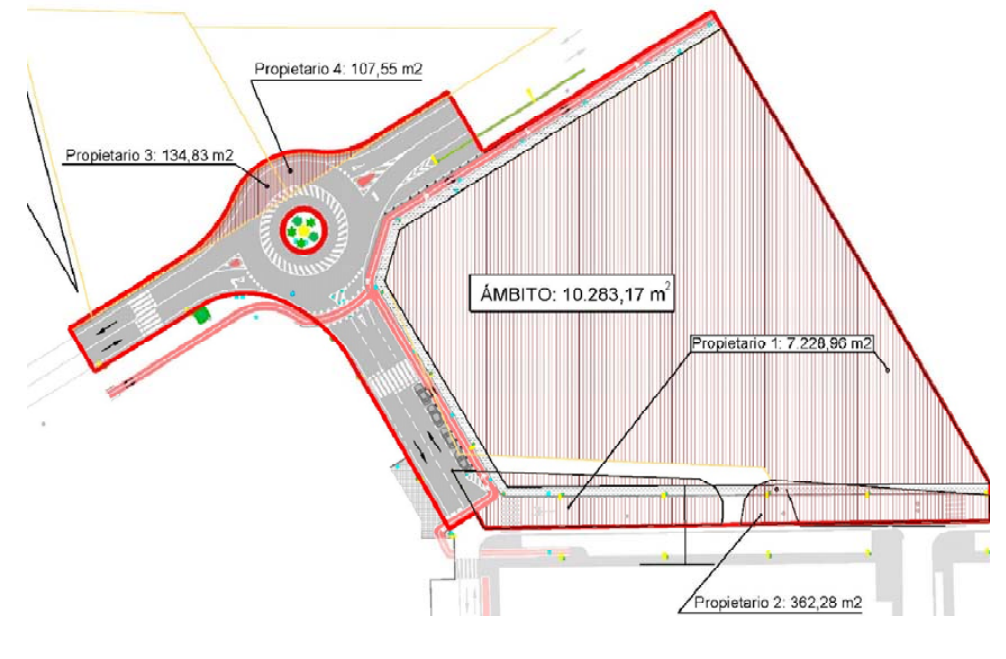 Propietario 4: 107,55 m2
Propietario 3: 134,83 m2
ÁMBITO: 10.283,17 m²
Propietario 1: 7.228,96 m2
Propietario 2: 362,28 m2